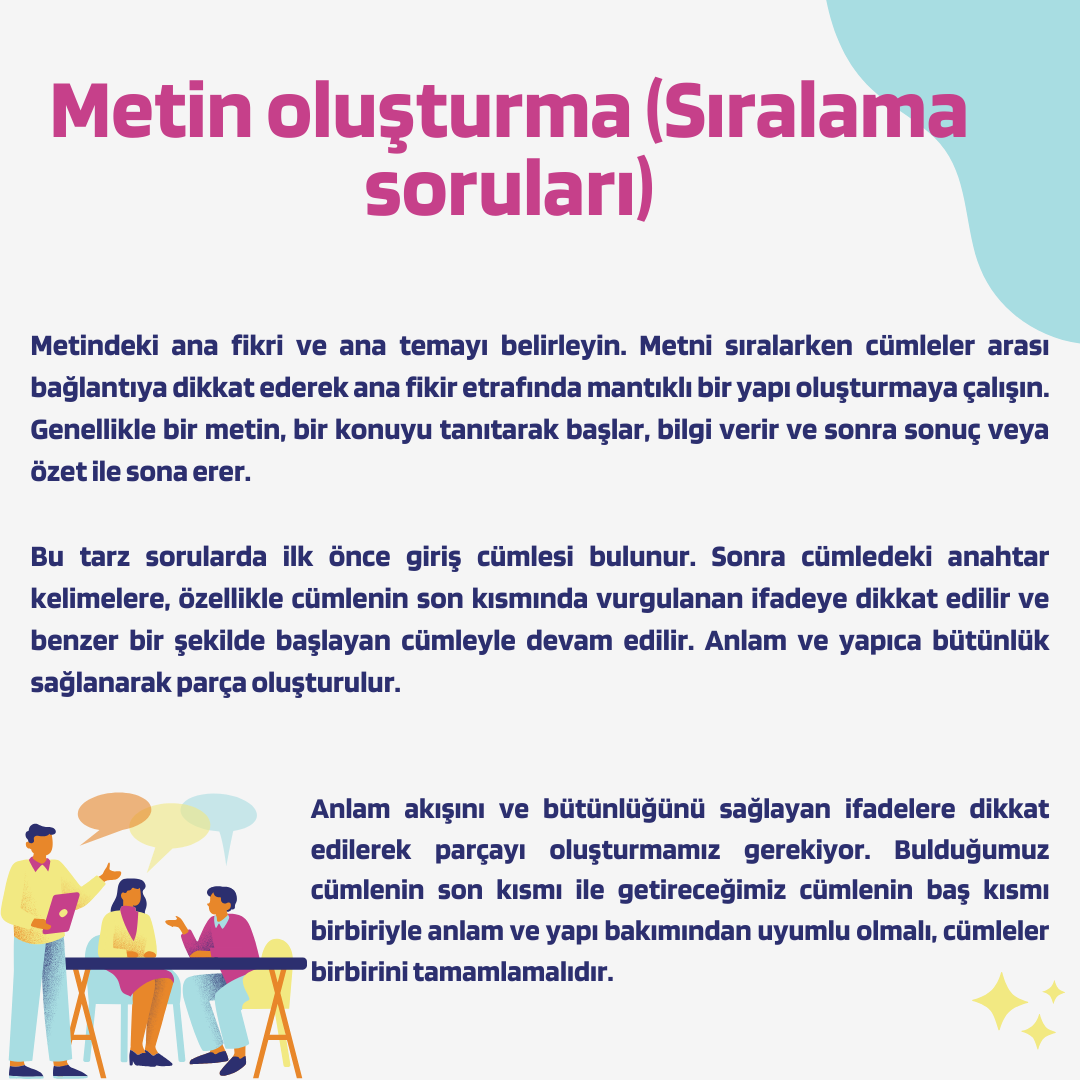 Metin oluşturma (Sıralama
soruları)
Metindeki ana fikri ve ana temayı belirleyin. Metni sıralarken cümleler arası
bağlantıya dikkat ederek ana fikir etrafında mantıklı bir yapı oluşturmaya çalışın.
Genellikle bir metin, bir konuyu tanıtarak başlar, bilgi verir ve sonra sonuç veya
özet ile sona erer.
Bu tarz sorularda ilk önce giriş cümlesi bulunur. Sonra cümledeki anahtar
kelimelere, özellikle cümlenin son kısmında vurgulanan ifadeye dikkat edilir ve
benzer bir şekilde başlayan cümleyle devam edilir. Anlam ve yapıca bütünlük
sağlanarak parça oluşturulur.
Anlam akışını ve bütünlüğünü sağlayan ifadelere dikkat
edilerek parçayı oluşturmamız gerekiyor. Bulduğumuz
cümlenin son kısmı ile getireceğimiz cümlenin baş kısmı
birbiriyle anlam ve yapı bakımından uyumlu olmalı, cümleler
birbirini tamamlamalıdır.